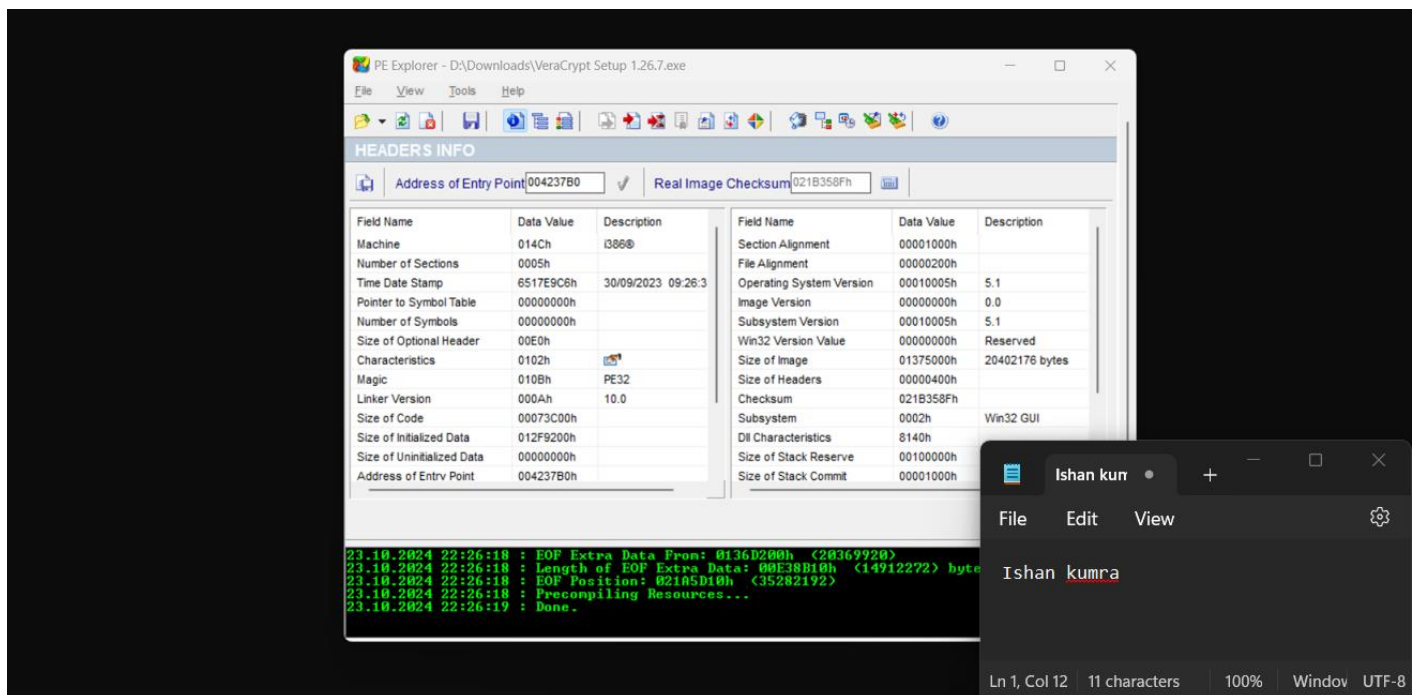 PE Explorer - D:\Downloads\VeraCrypt Setup 1.26.7.exe
File View Tools Help
HEADERS INFO
Address of Entry Point 004237B0 Real Image Checksum 021B358Fh
Field Name Data Value Description
Machine 014Ch i386®
Number of Sections 0005h
Time Date Stamp 6517E9C6h 30/09/2023 09:26:3
Pointer to Symbol Table 00000000h
Number of Symbols 00000000h
Size of Optional Header 00E0h
Characteristics 0102h
Magic 010Bh PE32
Linker Version 000Ah 10.0
Size of Code 00073C00h
Size of Initialized Data 012F9200h
Size of Uninitialized Data 00000000h
Address of Entry Point 004237B0h
Field Name Data Value Description
Section Alignment 00001000h
File Alignment 00000200h
Operating System Version 00010005h 5.1
Image Version 00000000h 0.0
Subsystem Version 00010005h 5.1
Win32 Version Value 00000000h Reserved
Size of Image 01375000h 20402176 bytes
Size of Headers 00000400h
Checksum 021B358Fh
Subsystem 0002h Win32 GUI
Dll Characteristics 8140h
Size of Stack Reserve 00100000h
Size of Stack Commit 00001000h
23.10.2024 22:26:18 : EOF Extra Data From: 0136D200h (20369920)
23.10.2024 22:26:18 : Length of EOF Extra Data: 00E38B10h (14912272) byte
23.10.2024 22:26:18 : EOF Position: 021A5D10h (35282192)
23.10.2024 22:26:18 : Precompiling Resources...
23.10.2024 22:26:19 : Done.
Ishan kum
File Edit View
Ishan kumra
Ln 1, Col 12 11 characters 100% Window UTF-8